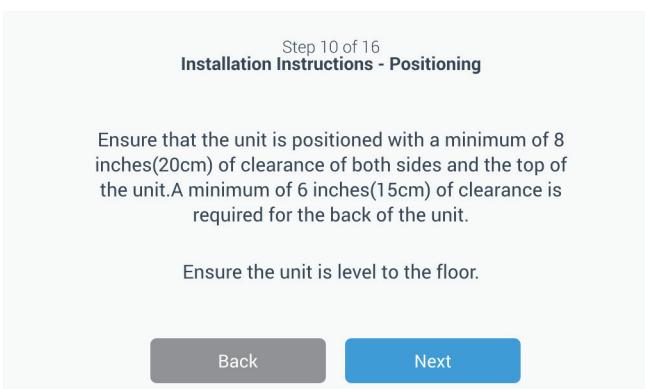 Step 10 of 16
Installation Instructions - Positioning
Ensure that the unit is positioned with a minimum of 8
inches(20cm) of clearance of both sides and the top of
the unit.A minimum of 6 inches(15cm) of clearance is
required for the back of the unit.
Ensure the unit is level to the floor.
Back
Next